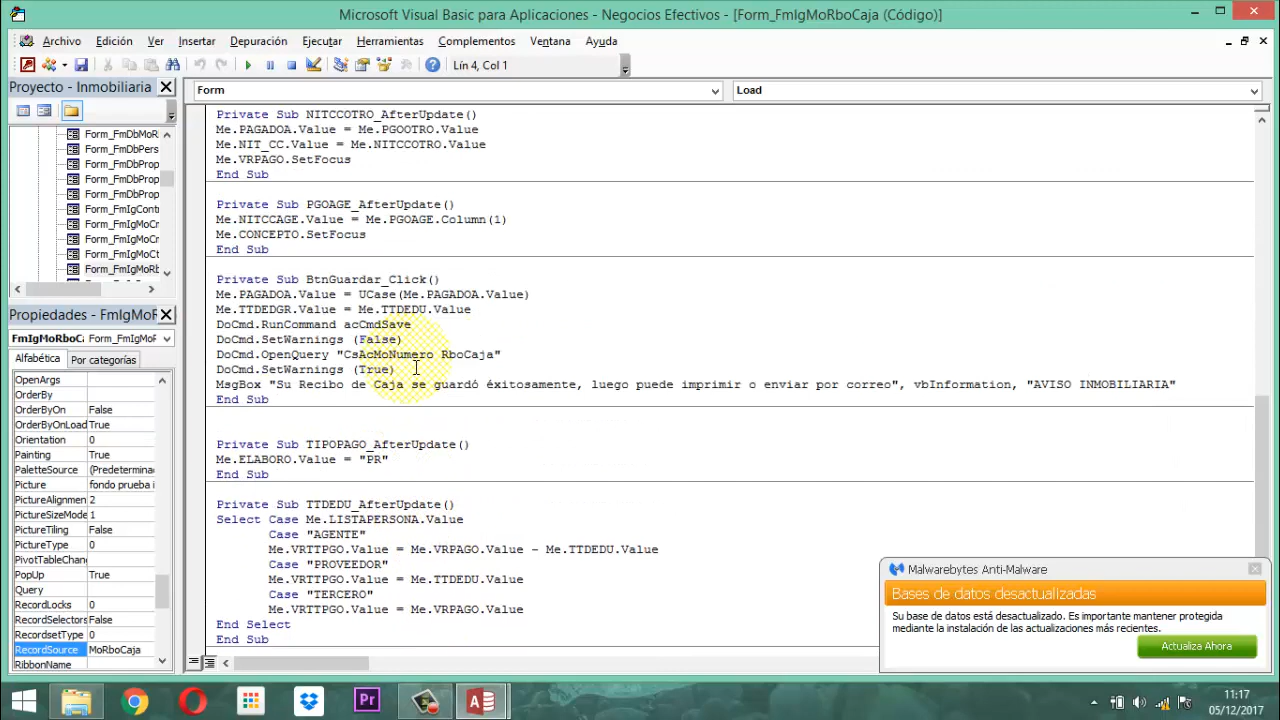 Microsoft Visual Basic para Aplicaciones - Negocios Efectivos - [Form_FmIgMoRboCaja (Código)]
Archivo Edición Ver Insertar Depuración Ejecutar Herramientas Complementos Ventana Ayuda
Lín 4, Col 1
Proyecto - Inmobiliaria
Form_FmDbMoR
Form_FmDbPers
Form_FmDbProp
Form_FmDbProp
Form_FmDbProp
Form_FmIgContr
Form_FmIgMoCm
Form_FmIgMoCm
Form_FmIgMoCt
Form_FmIgMoRb
Propiedades - FmIgMoR
FmIgMoRboCa Form_FmIgMoRb
Alfabética Por categorías
OpenArgs
OrderBy
OrderByOn False
OrderByOnLoad True
Orientation 0
Painting True
PaletteSource (Predeterminad
Picture fondo prueba i
PictureAlignmen 2
PictureSizeMode 1
PictureTiling False
PictureType 0
PivotTableChang
PopUp True
Query
RecordLocks 0
RecordSelectors False
RecordsetType 0
RecordSource MoRboCaja
RibbonName
Form Load
Private Sub NITCCOTRO_AfterUpdate()
Me.PAGADOA.Value = Me.PGOOTRO.Value
Me.NIT_CC.Value = Me.NITCCOTRO.Value
Me.VRPAGO.SetFocus
End Sub
Private Sub PGOAGE_AfterUpdate()
Me.NITCCAGE.Value = Me.PGOAGE.Column(1)
Me.CONCEPTO.SetFocus
End Sub
Private Sub BtnGuardar_Click()
Me.PAGADOA.Value = UCase(Me.PAGADOA.Value)
Me.TTDEDGR.Value = Me.TTDEDU.Value
DoCmd.RunCommand acCmdSave
DoCmd.SetWarnings (False)
DoCmd.OpenQuery "CsAcMoNumero RboCaja"
DoCmd.SetWarnings (True)
MsgBox "Su Recibo de Caja se guardó éxitosamente, luego puede imprimir o enviar por correo", vbInformation, "AVISO INMOBILIARIA"
End Sub
Private Sub TIPOPAGO_AfterUpdate()
Me.ELABORO.Value = "PR"
End Sub
Private Sub TTDEDU_AfterUpdate()
Select Case Me.LISTAPERSONA.Value
Case "AGENTE"
Me.VRTTPGO.Value = Me.VRPAGO.Value - Me.TTDEDU.Value
Case "PROVEEDOR"
Me.VRTTPGO.Value = Me.TTDEDU.Value
Case "TERCERO"
Me.VRTTPGO.Value = Me.VRPAGO.Value
End Select
End Sub
Malwarebytes Anti-Malware
Bases de datos desactualizadas
Su base de datos está desactualizado. Es importante mantener protegida
mediante la instalación de las actualizaciones más recientes.
Actualiza Ahora
Pr
11:17
05/12/2017